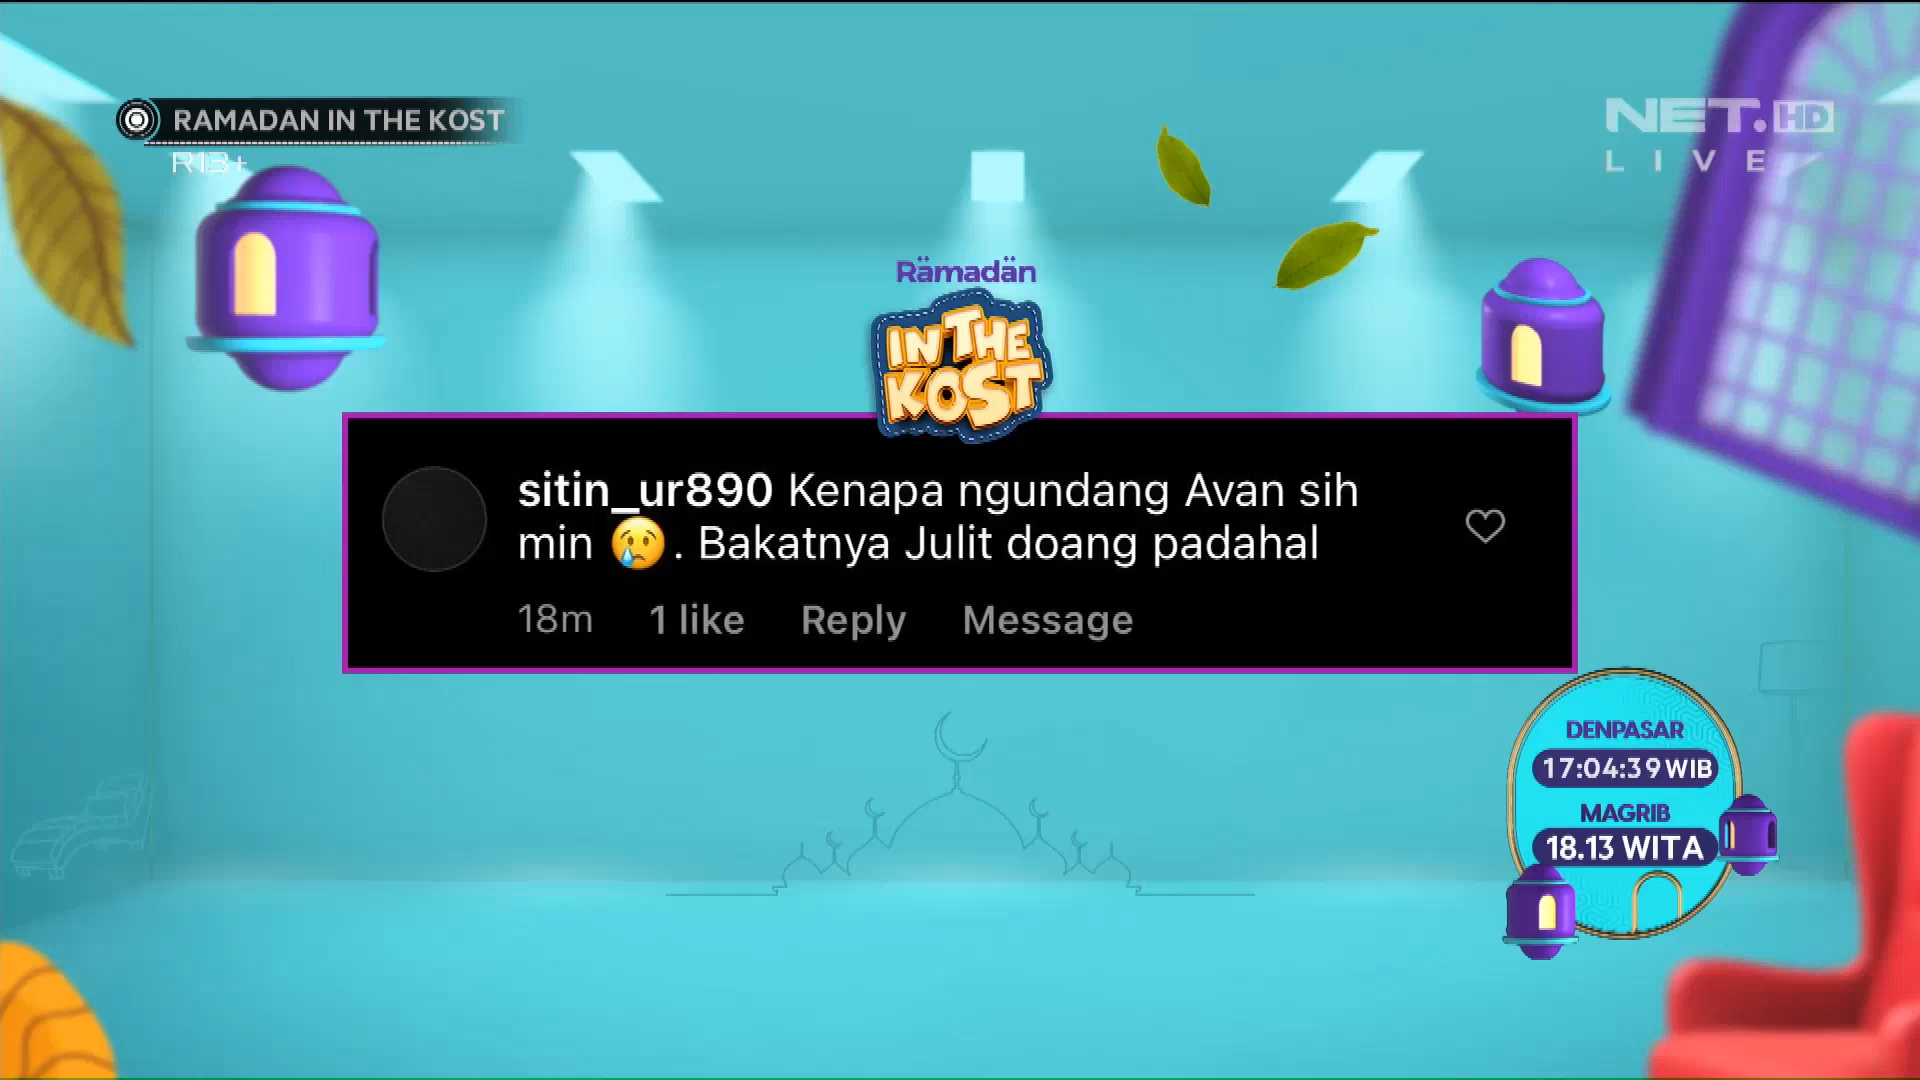 RAMADAN IN THE KOST
R13+
NET. HD
LIVE
Ramadan
IN THE
KOST
sitin_ur890 Kenapa ngundang Avan sih
min 😢. Bakatnya Julit doang padahal
18m 1 like Reply Message
DENPASAR
17:04:39 WIB
MAGRIB
18.13 WITA